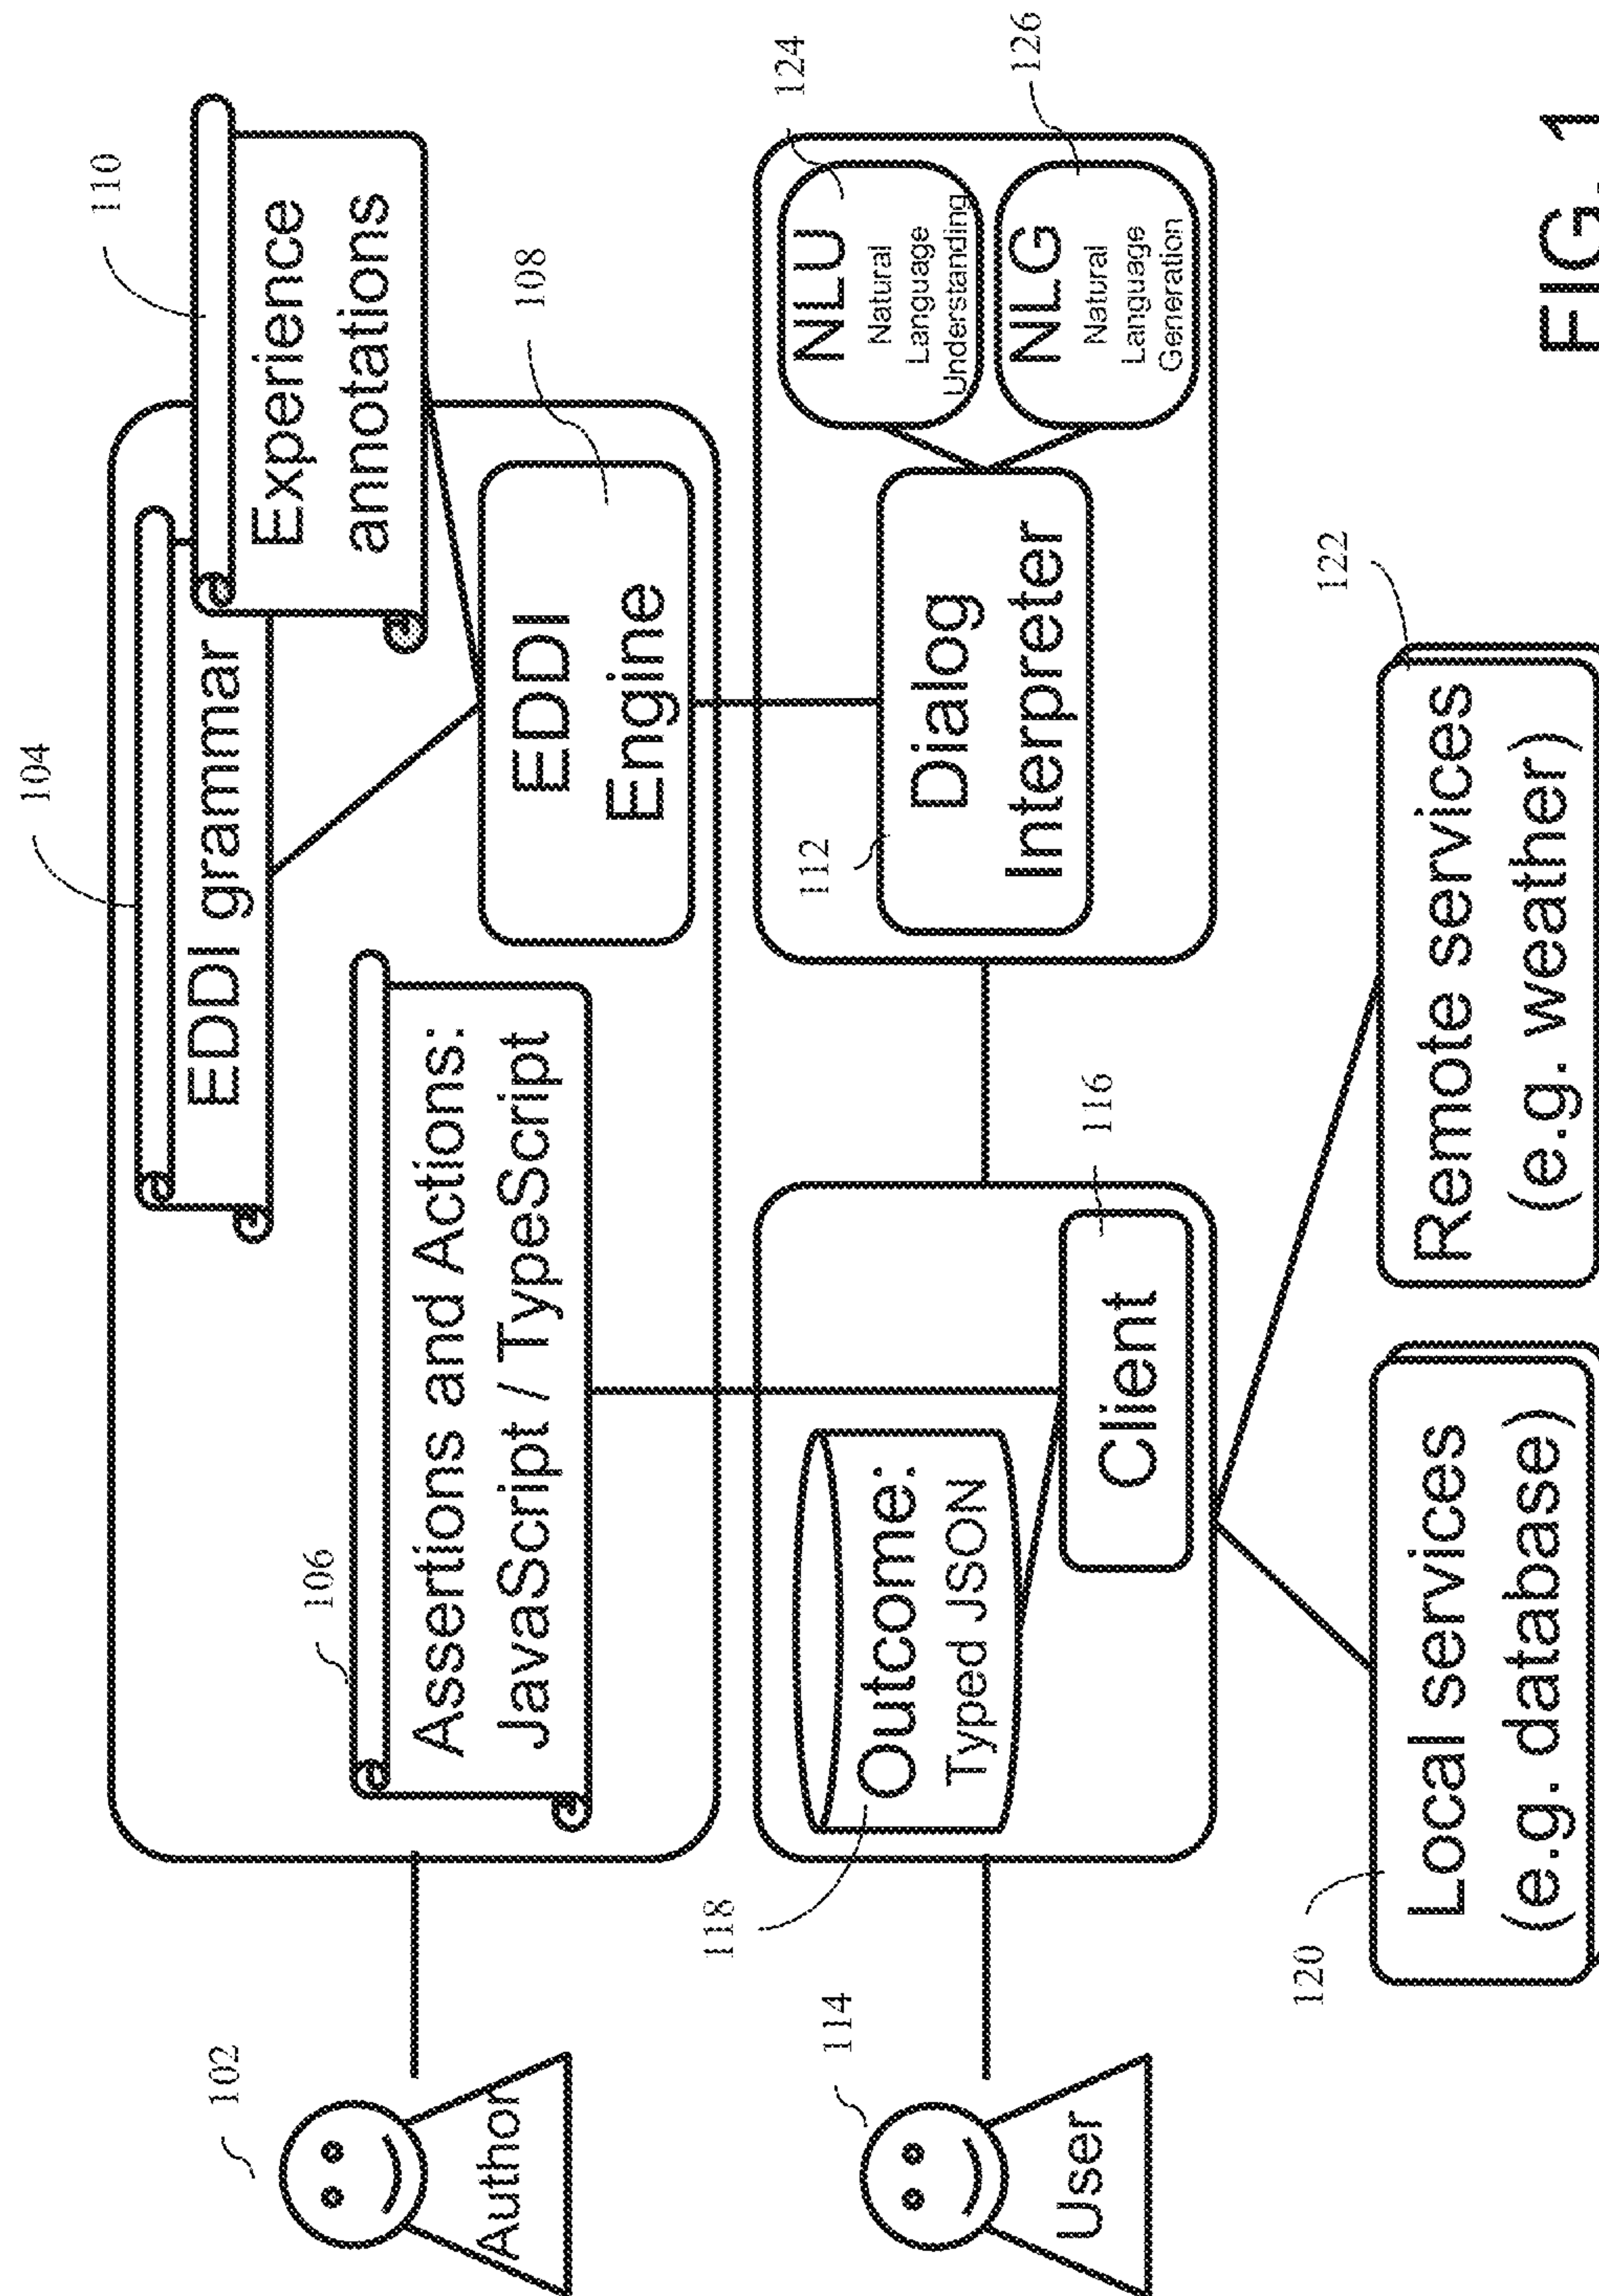 102
Author
104
EDDI grammar
110
Experience
annotations
106
Assertions and Actions:
JavaScript / TypeScript
108
EDDI
Engine
114
User
118
Outcome:
Typed JSON
116
Client
112
Dialog
Interpreter
124
NLU
Natural
Language
Understanding
126
NLG
Natural
Language
Generation
120
Local services
(e.g. database)
122
Remote services
(e.g. weather)
FIG. 1